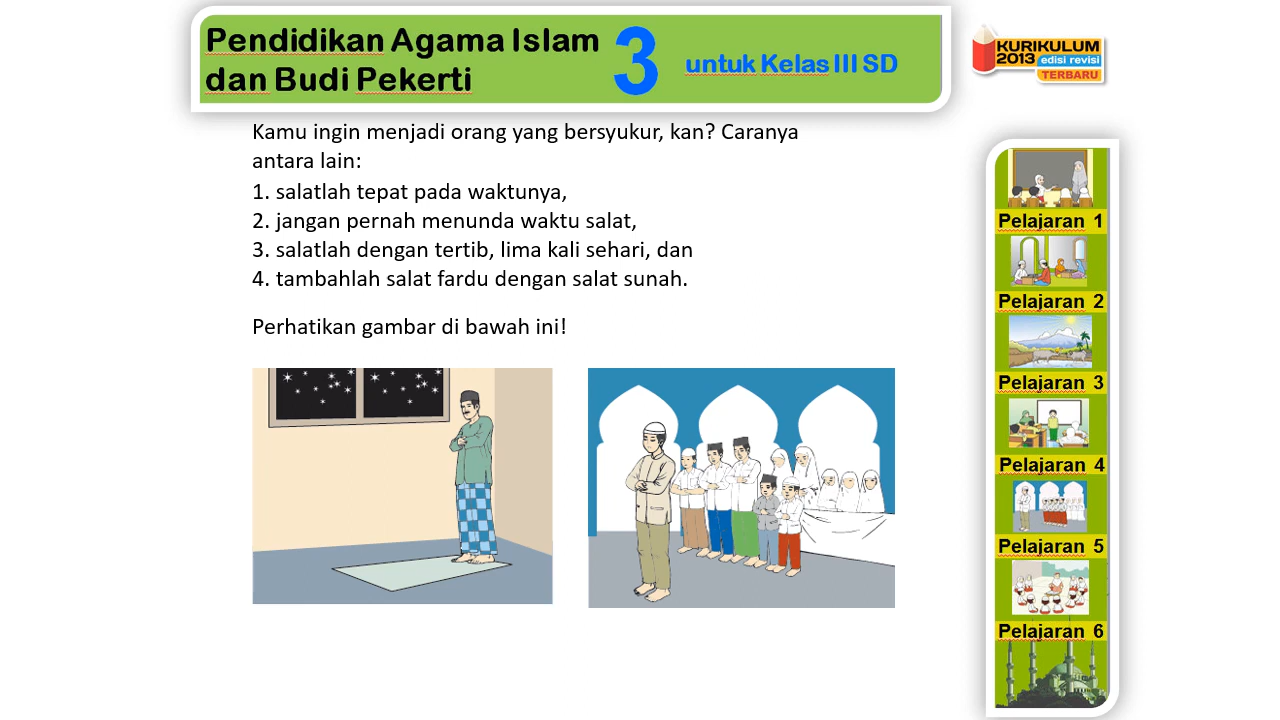 Pendidikan Agama Islam
dan Budi Pekerti
3
untuk Kelas III SD
KURIKULUM
2013 edisi revisi
TERBARU
Kamu ingin menjadi orang yang bersyukur, kan? Caranya
antara lain:
1. salatlah tepat pada waktunya,
2. jangan pernah menunda waktu salat,
3. salatlah dengan tertib, lima kali sehari, dan
4. tambahlah salat fardu dengan salat sunah.
Perhatikan gambar di bawah ini!
Pelajaran 1
Pelajaran 2
Pelajaran 3
Pelajaran 4
Pelajaran 5
Pelajaran 6